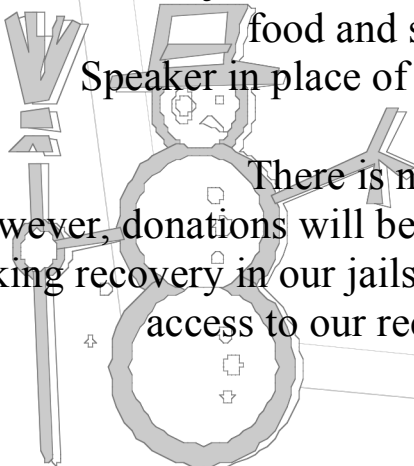 food and s
Speaker in place of
There is n
wever, donations will be
king recovery in our jails
access to our rec